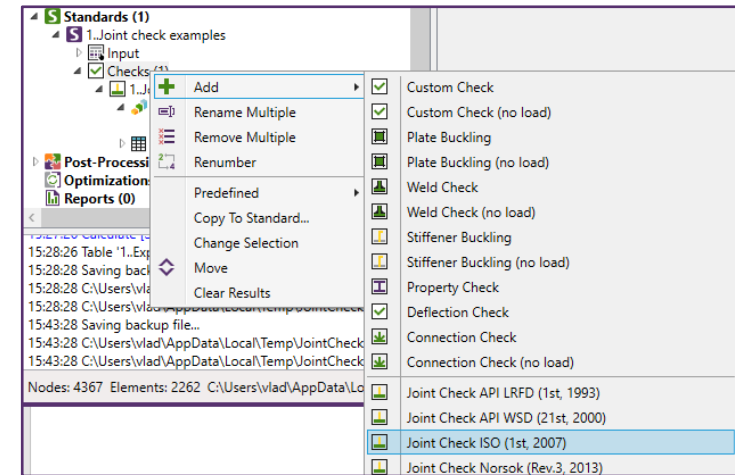 Standards (1)
1..Joint check examples
Input
Checks (1)
1..J
Post-Processi
Optimization
Reports (0)
Add
Rename Multiple
Remove Multiple
Renumber
Predefined
Copy To Standard...
Change Selection
Move
Clear Results
Custom Check
Custom Check (no load)
Plate Buckling
Plate Buckling (no load)
Weld Check
Weld Check (no load)
Stiffener Buckling
Stiffener Buckling (no load)
Property Check
Deflection Check
Connection Check
Connection Check (no load)
Joint Check API LRFD (1st, 1993)
Joint Check API WSD (21st, 2000)
Joint Check ISO (1st, 2007)
Joint Check Norsok (Rev.3, 2013)
15:28:26 Table '1..Exp
15:28:28 Saving back
15:28:28 C:\Users\vla
15:28:28 C:\Users\vlad\AppData\Local\Temp\JointCheck
15:43:28 Saving backup file...
15:43:28 C:\Users\vlad\AppData\Local\Temp\JointCheck
15:43:28 C:\Users\vlad\AppData\Local\Temp\JointCheck
Nodes: 4367 Elements: 2262 C:\Users\vlad\AppData\Lo